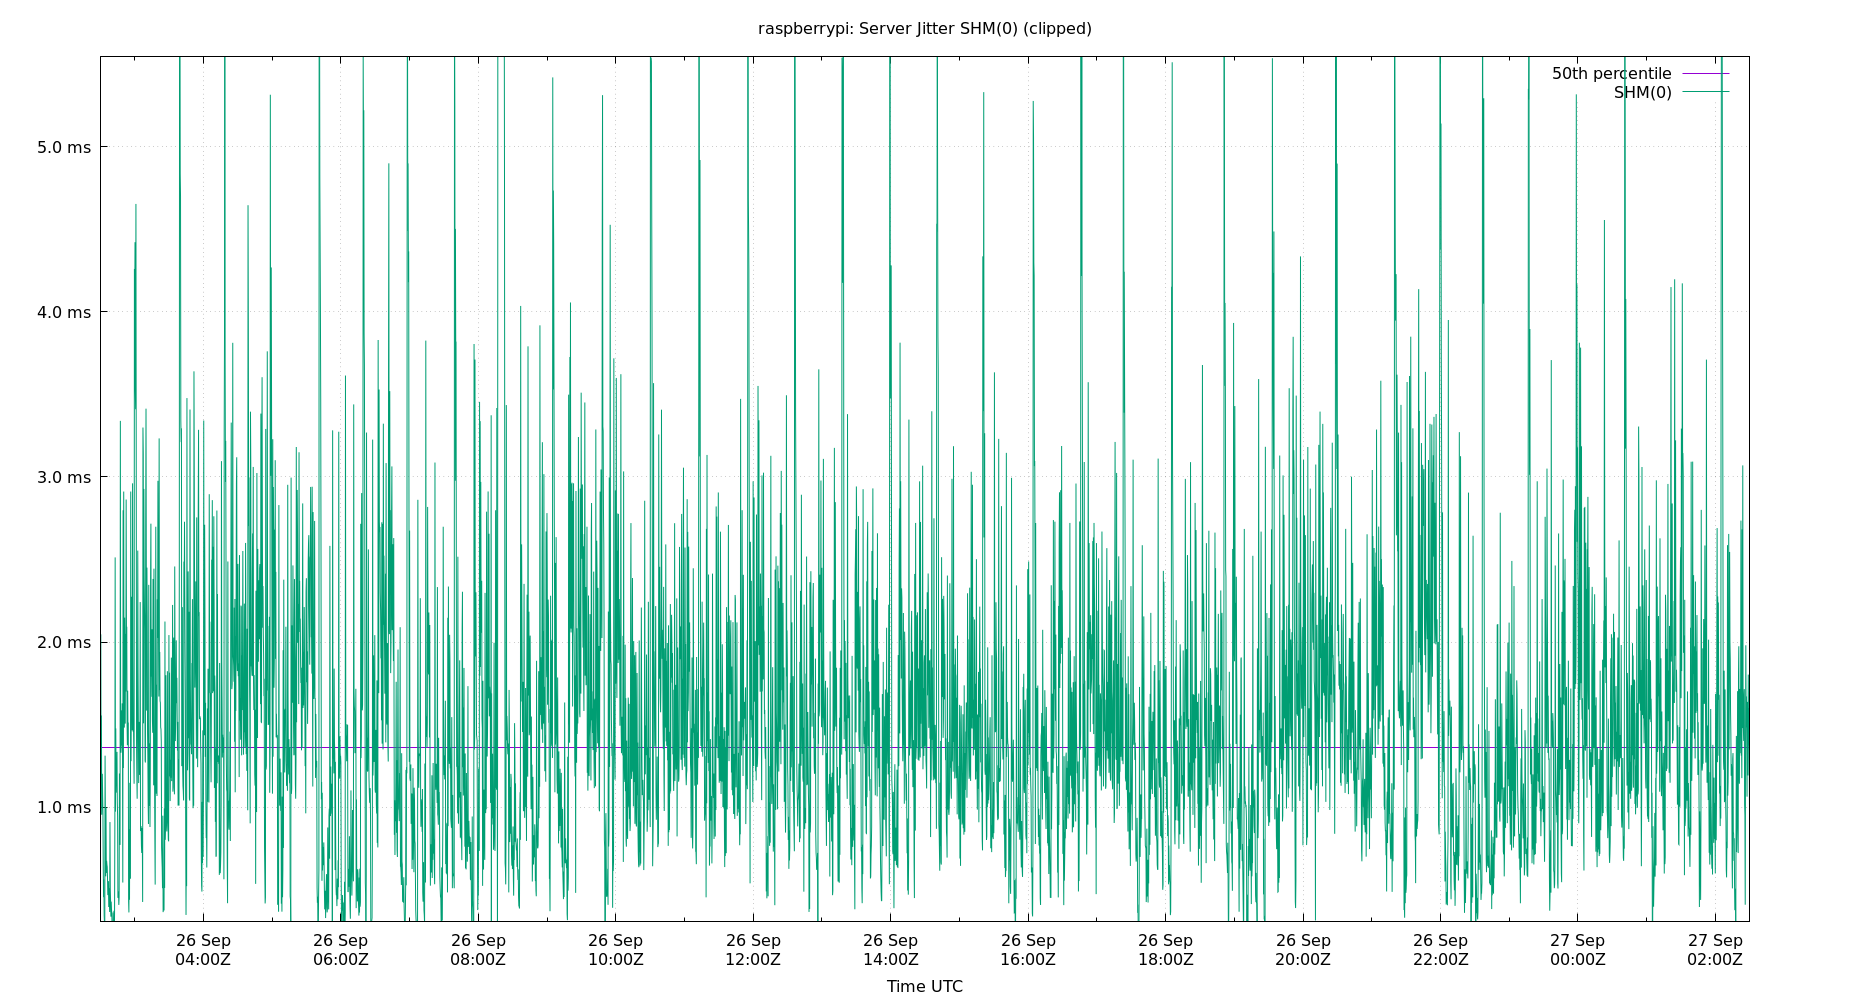 raspberrypi: Server Jitter SHM(0) (clipped)
50th percentile
SHM(0)
5.0 ms
4.0 ms
3.0 ms
2.0 ms
1.0 ms
26 Sep 26 Sep 26 Sep 26 Sep 26 Sep 26 Sep 26 Sep 26 Sep 26 Sep 26 Sep 27 Sep 27 Sep
04:00Z 06:00Z 08:00Z 10:00Z 12:00Z 14:00Z 16:00Z 18:00Z 20:00Z 22:00Z 00:00Z 02:00Z
Time UTC